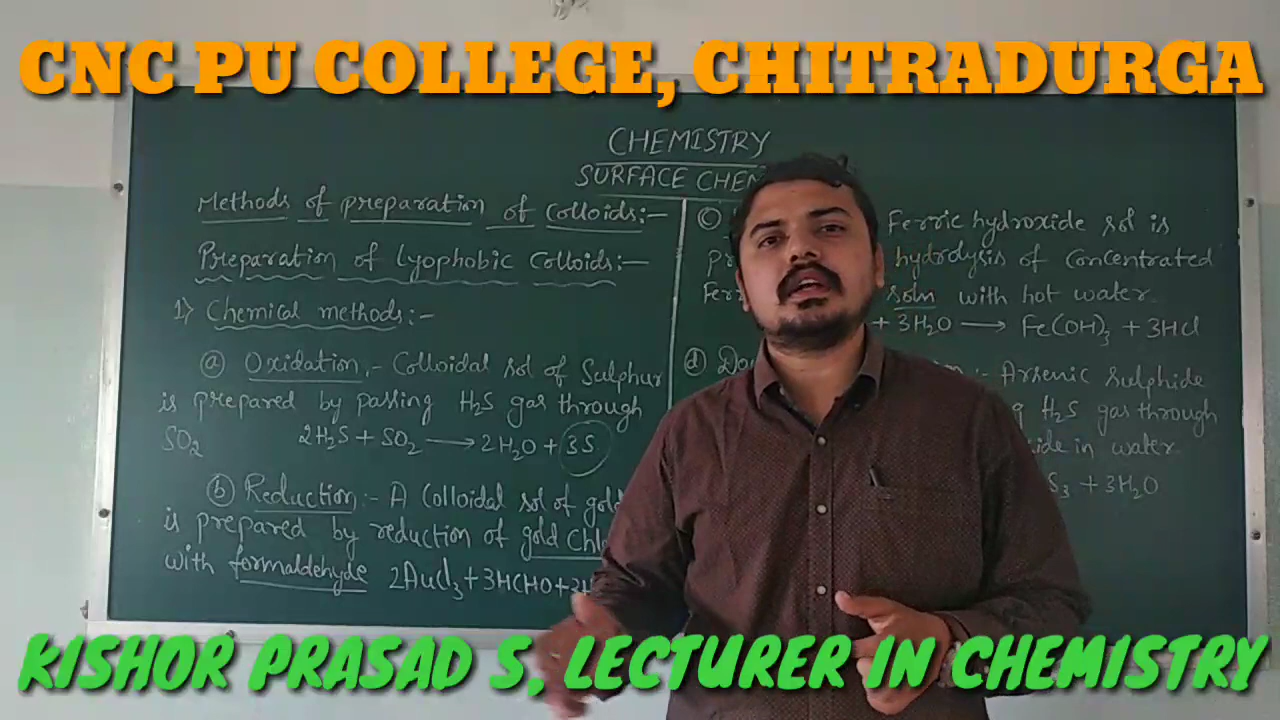 CNC PU COLLEGE, CHITRADURGA
CHEMISTRY
SURFACE CHEM
Methods of preparation of Colloids:-
Preparation of Lyophobic Colloids:-
1) Chemical methods:-
(a) Oxidation,- Colloidal sol of Sulphur
is prepared by passing H₂S gas through
SO₂ 2H₂S + SO₂ → 2H₂O + 3S
(b) Reduction:- A Colloidal sol of gold
is prepared by reduction of gold Chl
with formaldehyde 2AuCl₃ + 3HCHO + 3H
(c) Ferric hydroxide sol is
hydrolysis of Concentrated
soln with hot water.
+ 3H₂O → Fe(OH)₃ + 3HCl
(d) :- Arsenic sulphide
H₂S gas through
in water
S₃ + 3H₂O
KISHOR PRASAD S, LECTURER IN CHEMISTRY